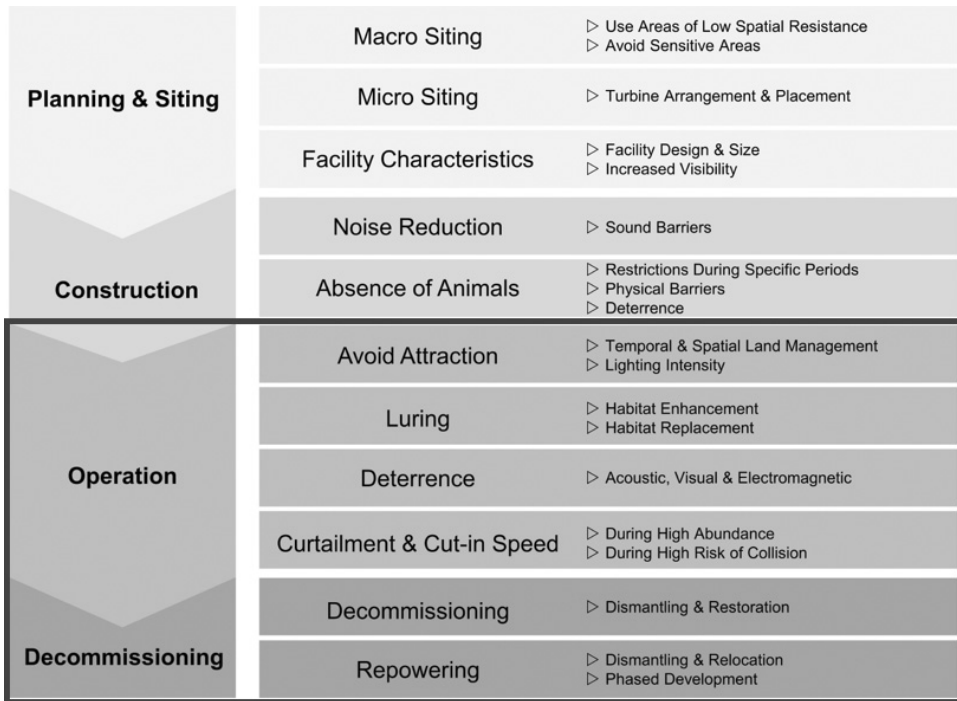 Planning & Siting
Macro Siting
▷ Use Areas of Low Spatial Resistance
▷ Avoid Sensitive Areas
Micro Siting
▷ Turbine Arrangement & Placement
Facility Characteristics
▷ Facility Design & Size
▷ Increased Visibility
Construction
Noise Reduction
▷ Sound Barriers
Absence of Animals
▷ Restrictions During Specific Periods
▷ Physical Barriers
▷ Deterrence
Operation
Avoid Attraction
▷ Temporal & Spatial Land Management
▷ Lighting Intensity
Luring
▷ Habitat Enhancement
▷ Habitat Replacement
Deterrence
▷ Acoustic, Visual & Electromagnetic
Curtailment & Cut-in Speed
▷ During High Abundance
▷ During High Risk of Collision
Decommissioning
Decommissioning
▷ Dismantling & Restoration
Repowering
▷ Dismantling & Relocation
▷ Phased Development